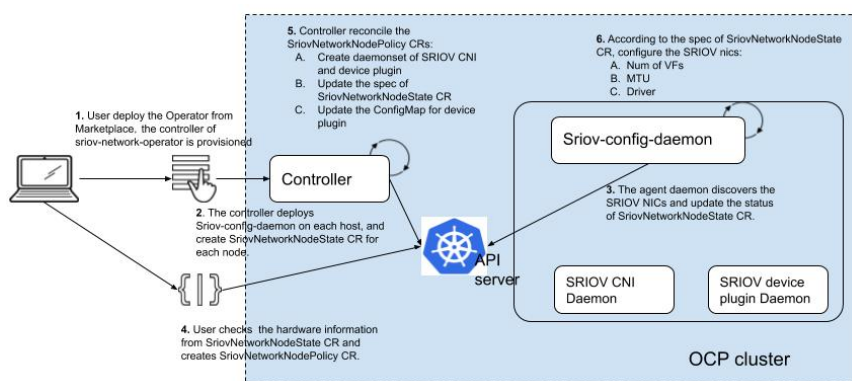 5. Controller reconcile the
SriovNetworkNodePolicy CRs:
A. Create daemonset of SRIOV CNI
and device plugin
B. Update the spec of
SriovNetworkNodeState CR
C. Update the ConfigMap for device
plugin
6. According to the spec of SriovNetworkNodeState
CR, configure the SRIOV nics:
A. Num of VFs
B. MTU
C. Driver
1. User deploy the Operator from
Marketplace, the controller of
sriov-network-operator is provisioned
Sriov-config-daemon
Controller
3. The agent daemon discovers the
SRIOV NICs and update the status
of SriovNetworkNodeState CR.
2. The controller deploys
Sriov-config-daemon on each host, and
create SriovNetworkNodeState CR for
each node.
API
server
SRIOV CNI
Daemon
SRIOV device
plugin Daemon
4. User checks the hardware information
from SriovNetworkNodeState CR and
creates SriovNetworkNodePolicy CR.
OCP cluster